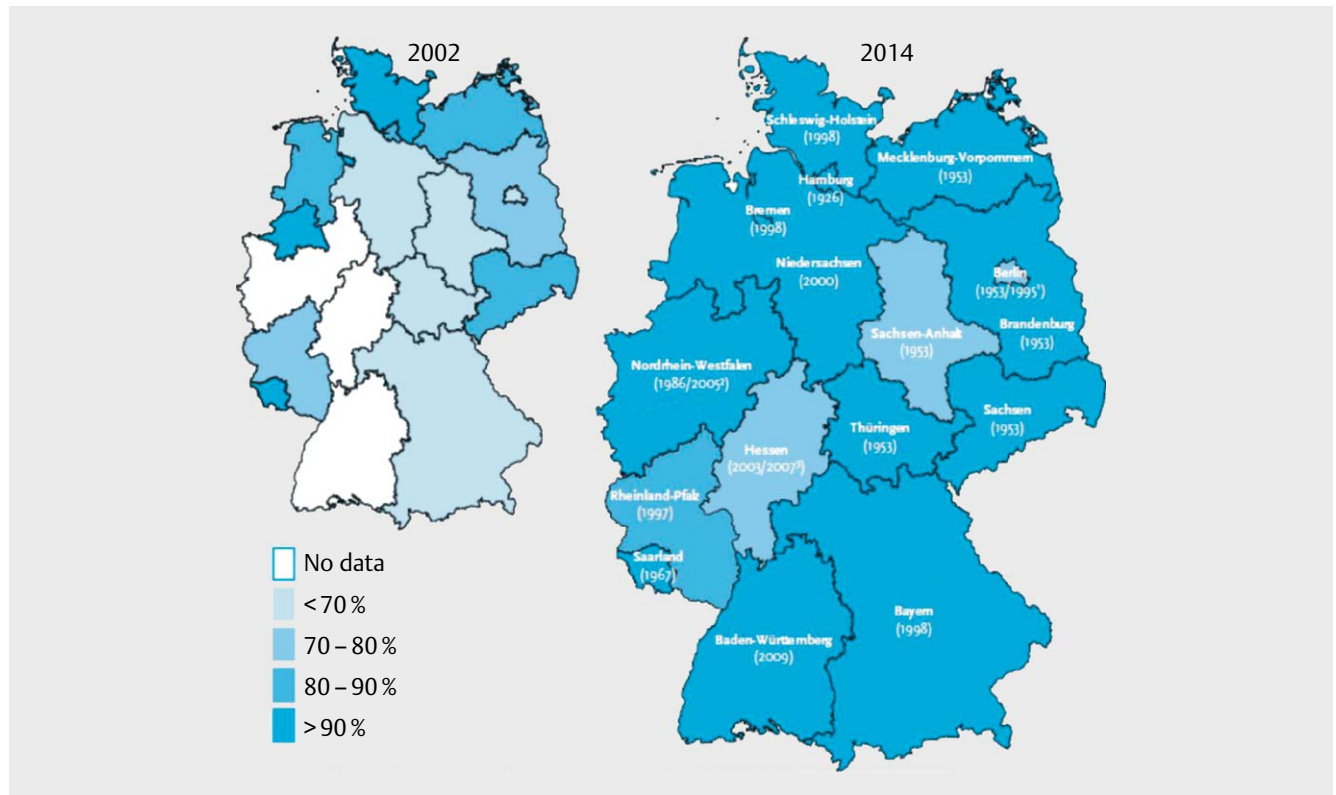 2002
2014
Schleswig-Holstein
(1998)
Mecklenburg-Vorpommern
(1953)
Hamburg
(1926)
Bremen
(1998)
Niedersachsen
(2000)
Berlin
(1953/1995¹)
Brandenburg
(1953)
Sachsen-Anhalt
(1953)
Nordrhein-Westfalen
(1986/2005²)
Sachsen
(1953)
Thüringen
(1953)
Hessen
(2003/2007³)
Rheinland-Pfalz
(1997)
Saarland
(1967)
Bayern
(1998)
Baden-Württemberg
(2009)
No data
< 70 %
70 – 80 %
80 – 90 %
> 90 %